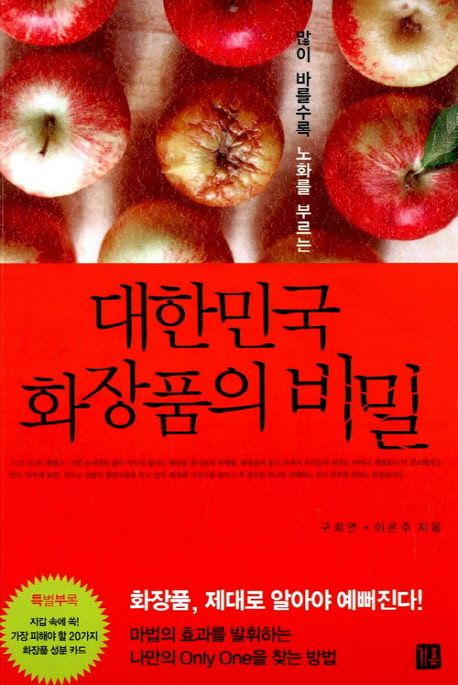 많이 바를수록 노화를 부르는
대한민국
화장품의 비밀
구희연 • 이은주 지음
특별부록
지갑 속에 쏙!
가장 피해야 할 20가지
화장품 성분 카드
화장품, 제대로 알아야 예뻐진다!
마법의 효과를 발휘하는
나만의 Only One을 찾는 방법
거름